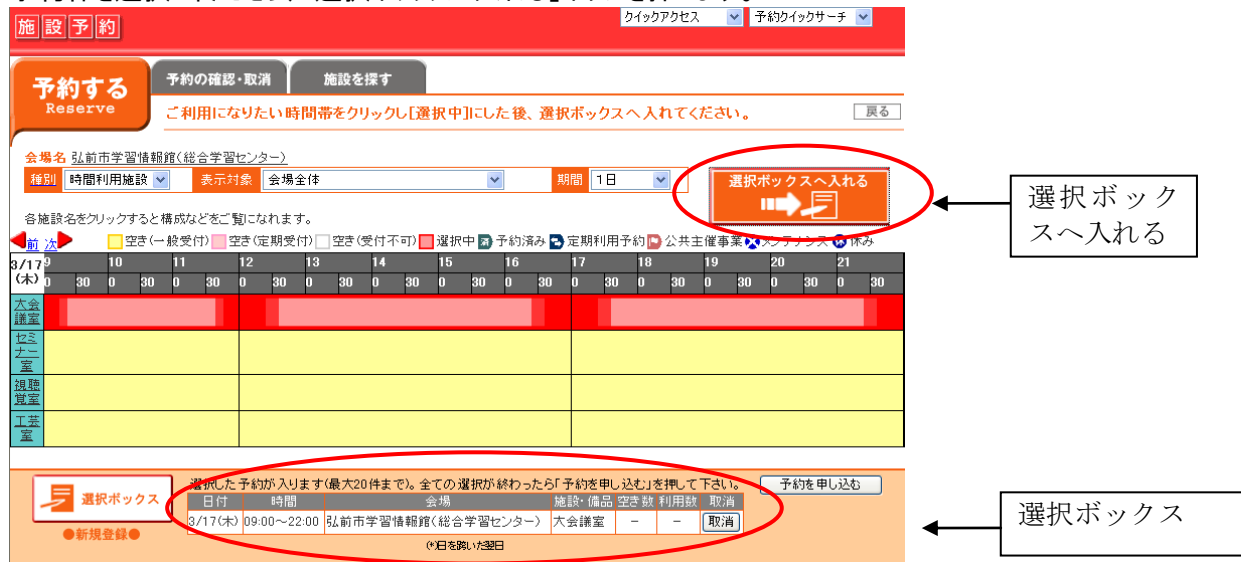 施設予約
クイックアクセス 予約クイックサーチ
予約する
Reserve
予約の確認・取消 施設を探す
ご利用になりたい時間帯をクリックし[選択中]にした後、選択ボックスへ入れてください。 戻る
会場名 弘前市学習情報館(総合学習センター)
種別 時間利用施設 表示対象 会場全体 期間 1日
選択ボックスへ入れる
選択ボック
スへ入れる
各施設名をクリックすると構成などをご覧になれます。
前 次 空き(一般受付) 空き(定期受付) 空き(受付不可) 選択中 予約済み 定期利用予約 公共主催事業 メンテナンス 休み
3/17 9 10 11 12 13 14 15 16 17 18 19 20 21
(木) 0 30 0 30 0 30 0 30 0 30 0 30 0 30 0 30 0 30 0 30 0 30 0 30 0 30
大会
議室
セミ
ナー
室
視聴
覚室
工芸
室
選択ボックス
●新規登録●
選択した予約が入ります(最大20件まで)。全ての選択が終わったら「予約を申し込む」を押して下さい。 予約を申し込む
日付 時間 会場 施設・備品 空き数 利用数 取消
3/17(木) 09:00～22:00 弘前市学習情報館(総合学習センター) 大会議室 － － 取消
(*)日を跨いだ翌日
選択ボックス